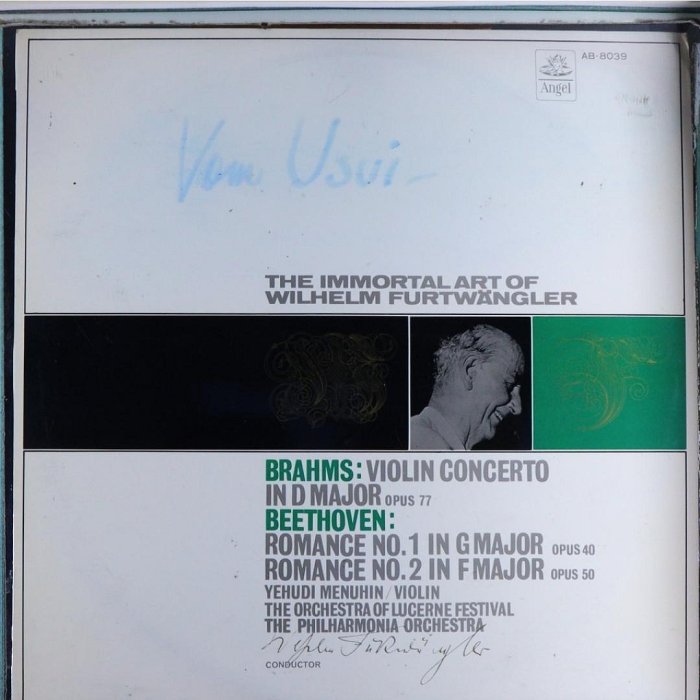 AB-8039
Angel
Vom Usui
THE IMMORTAL ART OF
WILHELM FURTWÄNGLER
BRAHMS: VIOLIN CONCERTO
IN D MAJOR OPUS 77
BEETHOVEN:
ROMANCE NO.1 IN G MAJOR OPUS 40
ROMANCE NO.2 IN F MAJOR OPUS 50
YEHUDI MENUHIN/VIOLIN
THE ORCHESTRA OF LUCERNE FESTIVAL
THE PHILHARMONIA ORCHESTRA
CONDUCTOR